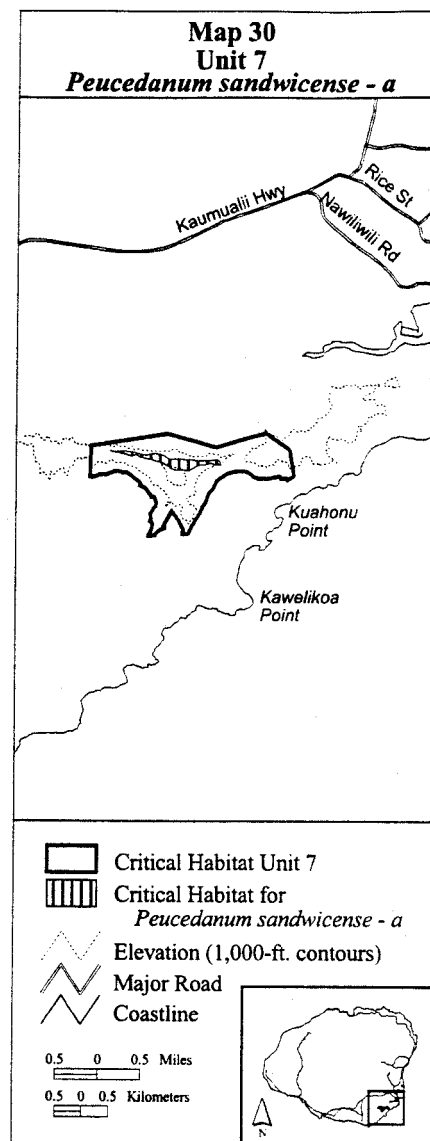 Map 30
Unit 7
Peucedanum sandwicense - a
Rice St
Kaumualii Hwy
Nawiliwili Rd
Kuahonu
Point
Kawelikoa
Point
Critical Habitat Unit 7
Critical Habitat for
Peucedanum sandwicense - a
Elevation (1,000-ft. contours)
Major Road
Coastline
0.5 0 0.5 Miles
0.5 0 0.5 Kilometers
N